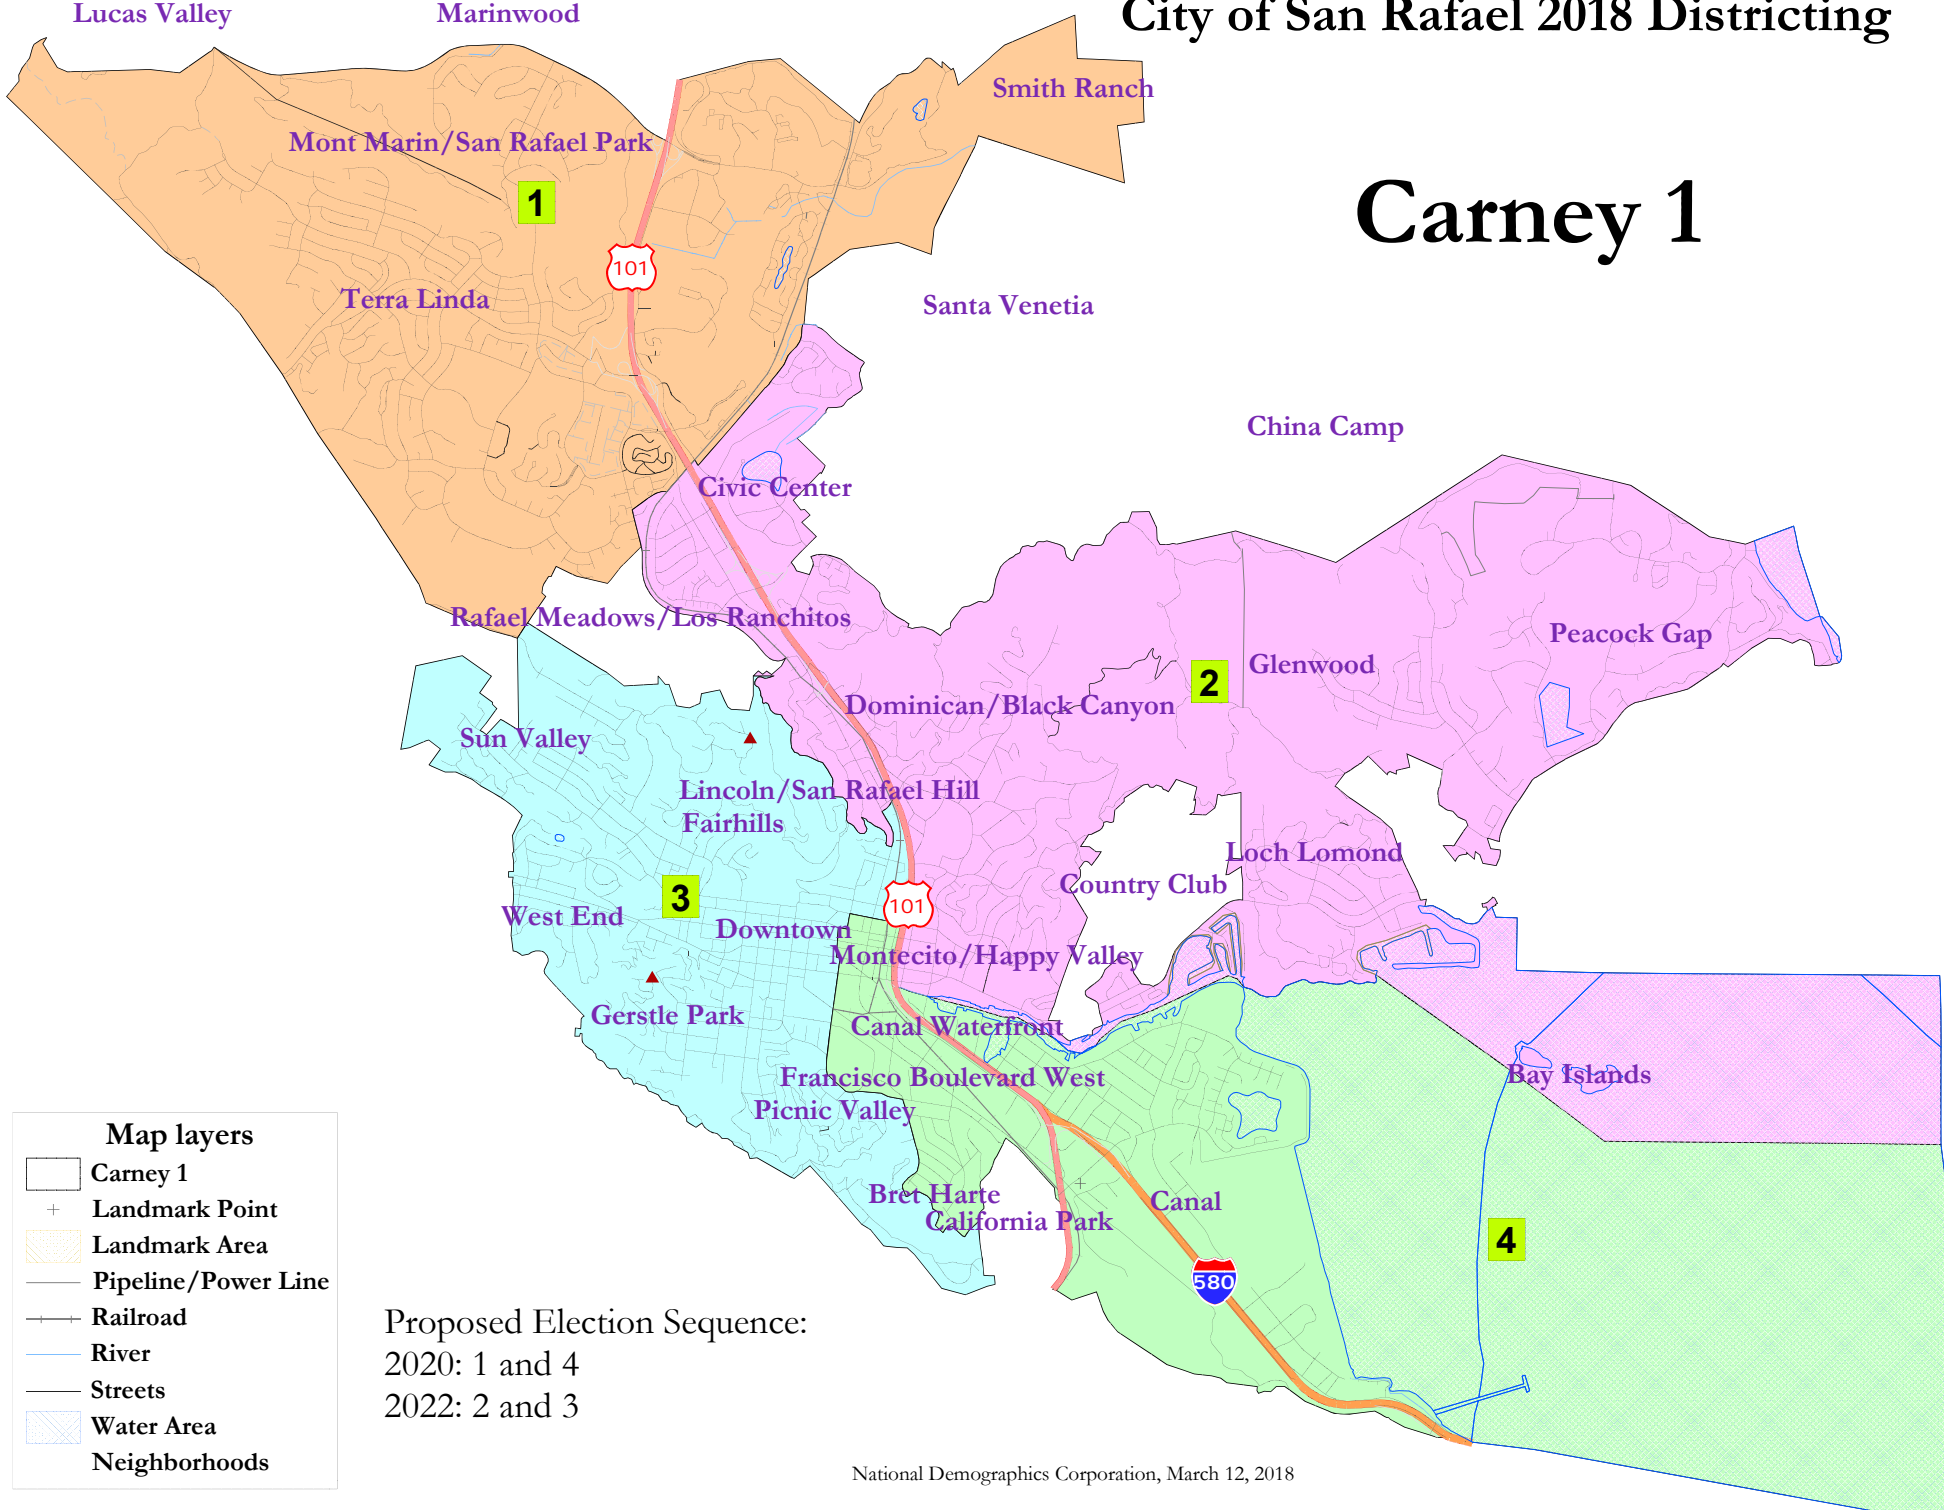 City of San Rafael 2018 Districting
Lucas Valley
Marinwood
Smith Ranch
Mont Marin/San Rafael Park
1
Carney 1
101
Terra Linda
Santa Venetia
China Camp
Civic Center
Rafael Meadows/Los Ranchitos
Peacock Gap
Glenwood
2
Dominican/Black Canyon
Sun Valley
Lincoln/San Rafael Hill
Fairhills
Loch Lomond
Country Club
3
101
West End
Downtown
Montecito/Happy Valley
Gerstle Park
Canal Waterfront
Bay Islands
Francisco Boulevard West
Picnic Valley
Bret Harte
Canal
California Park
4
580
Map layers
Carney 1
Landmark Point
Landmark Area
Pipeline/Power Line
Railroad
River
Streets
Water Area
Neighborhoods
Proposed Election Sequence:
2020: 1 and 4
2022: 2 and 3
National Demographics Corporation, March 12, 2018